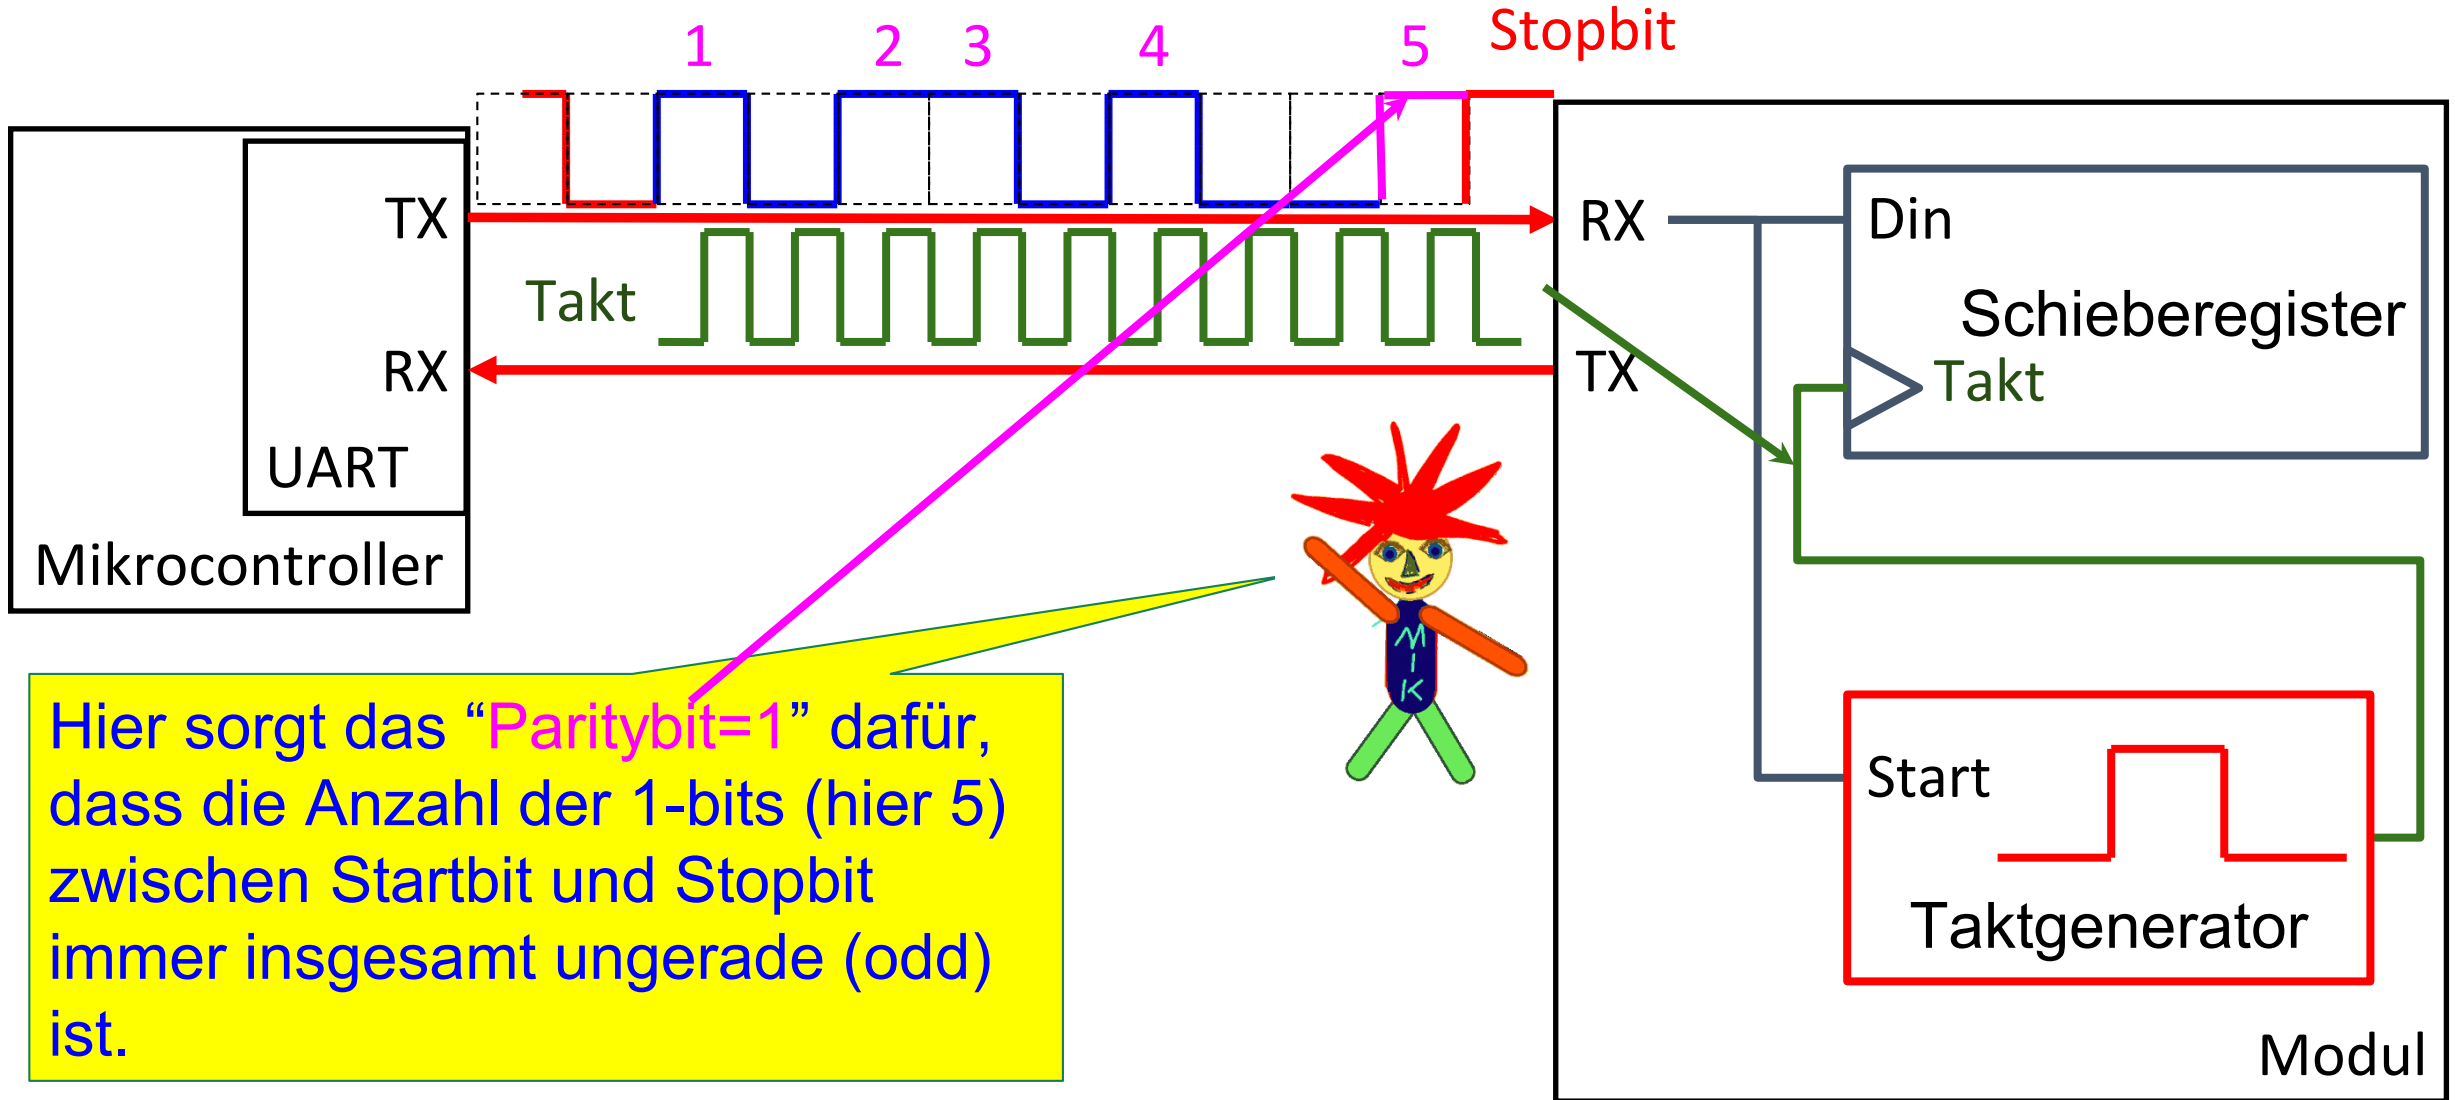 1 2 3 4 5 Stopbit
TX
RX
UART
Mikrocontroller
Takt
RX
TX
Din
Schieberegister
Takt
MIK
Start
Taktgenerator
Modul
Hier sorgt das “Paritybit=1” dafür,
dass die Anzahl der 1-bits (hier 5)
zwischen Startbit und Stopbit
immer insgesamt ungerade (odd)
ist.